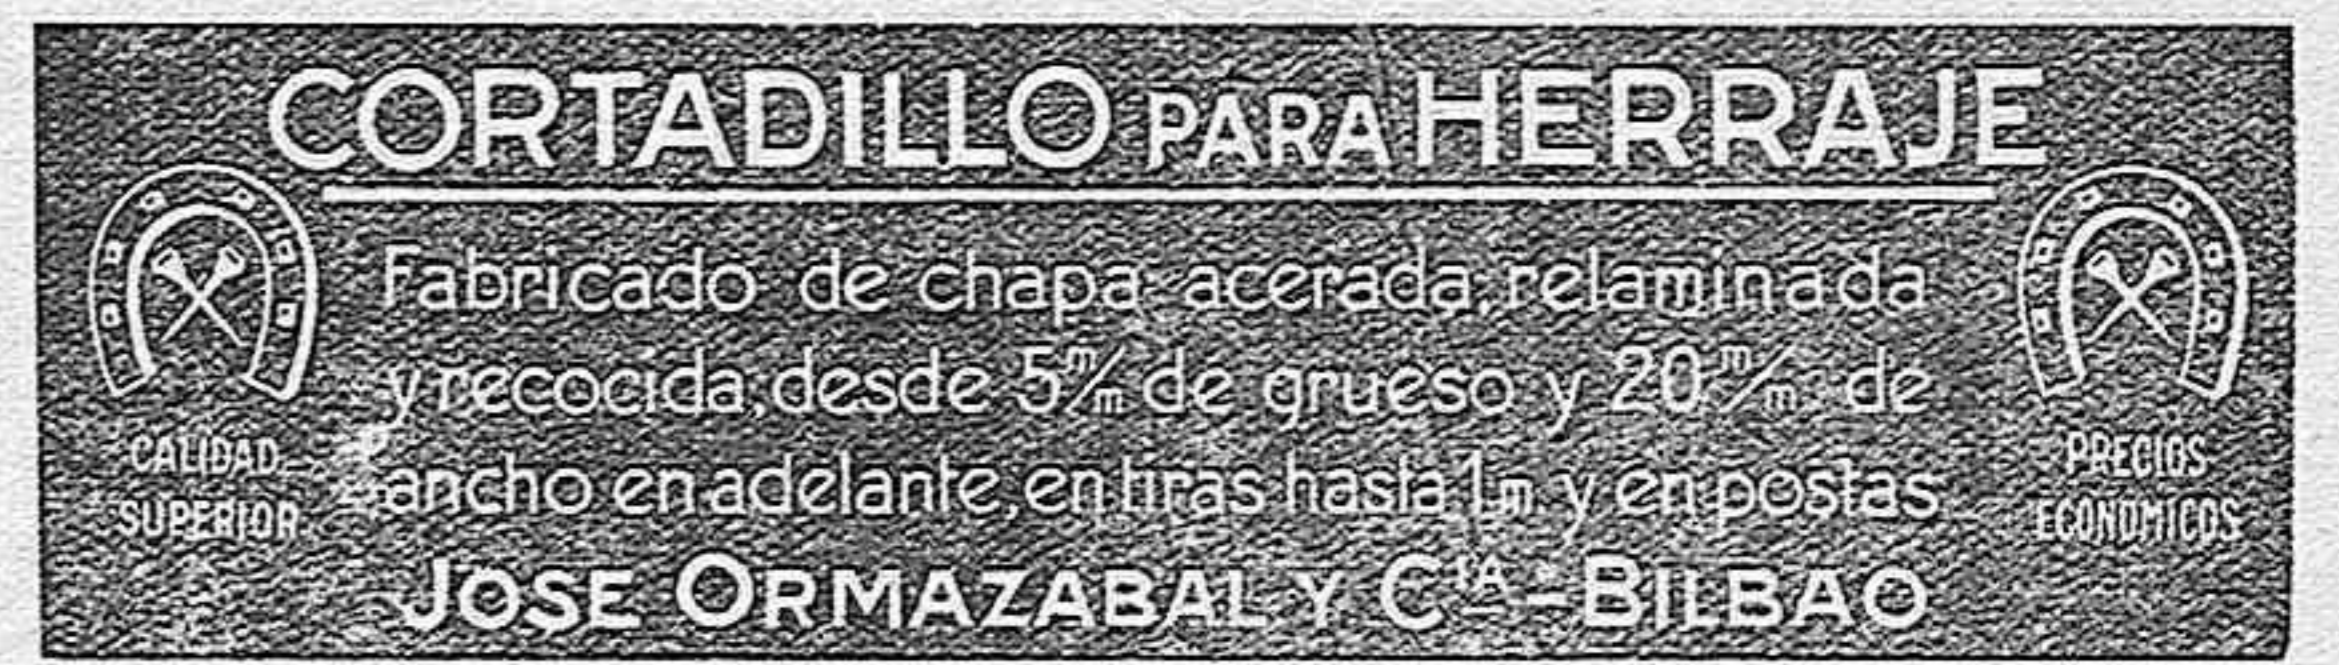 CORTADILLO PARA HERRAJE
Fabricado de chapa acerada, relaminada
y recocida, desde 5 m/m de grueso y 20 m/m de
ancho en adelante, en tiras hasta 1 m. y en postas
CALIDAD
SUPERIOR
PRECIOS
ECONOMICOS
JOSE ORMAZABAL Y CIA - BILBAO